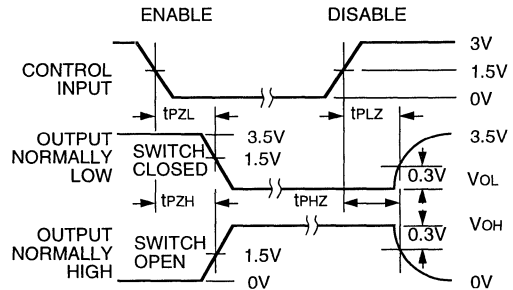 ENABLE DISABLE
3V
CONTROL INPUT 1.5V
0V
tPZL tPLZ
OUTPUT NORMALLY LOW
SWITCH CLOSED
3.5V 3.5V
1.5V
0.3V VOL
tPZH tPHZ
VOH
0.3V
OUTPUT NORMALLY HIGH
SWITCH OPEN
1.5V
0V 0V